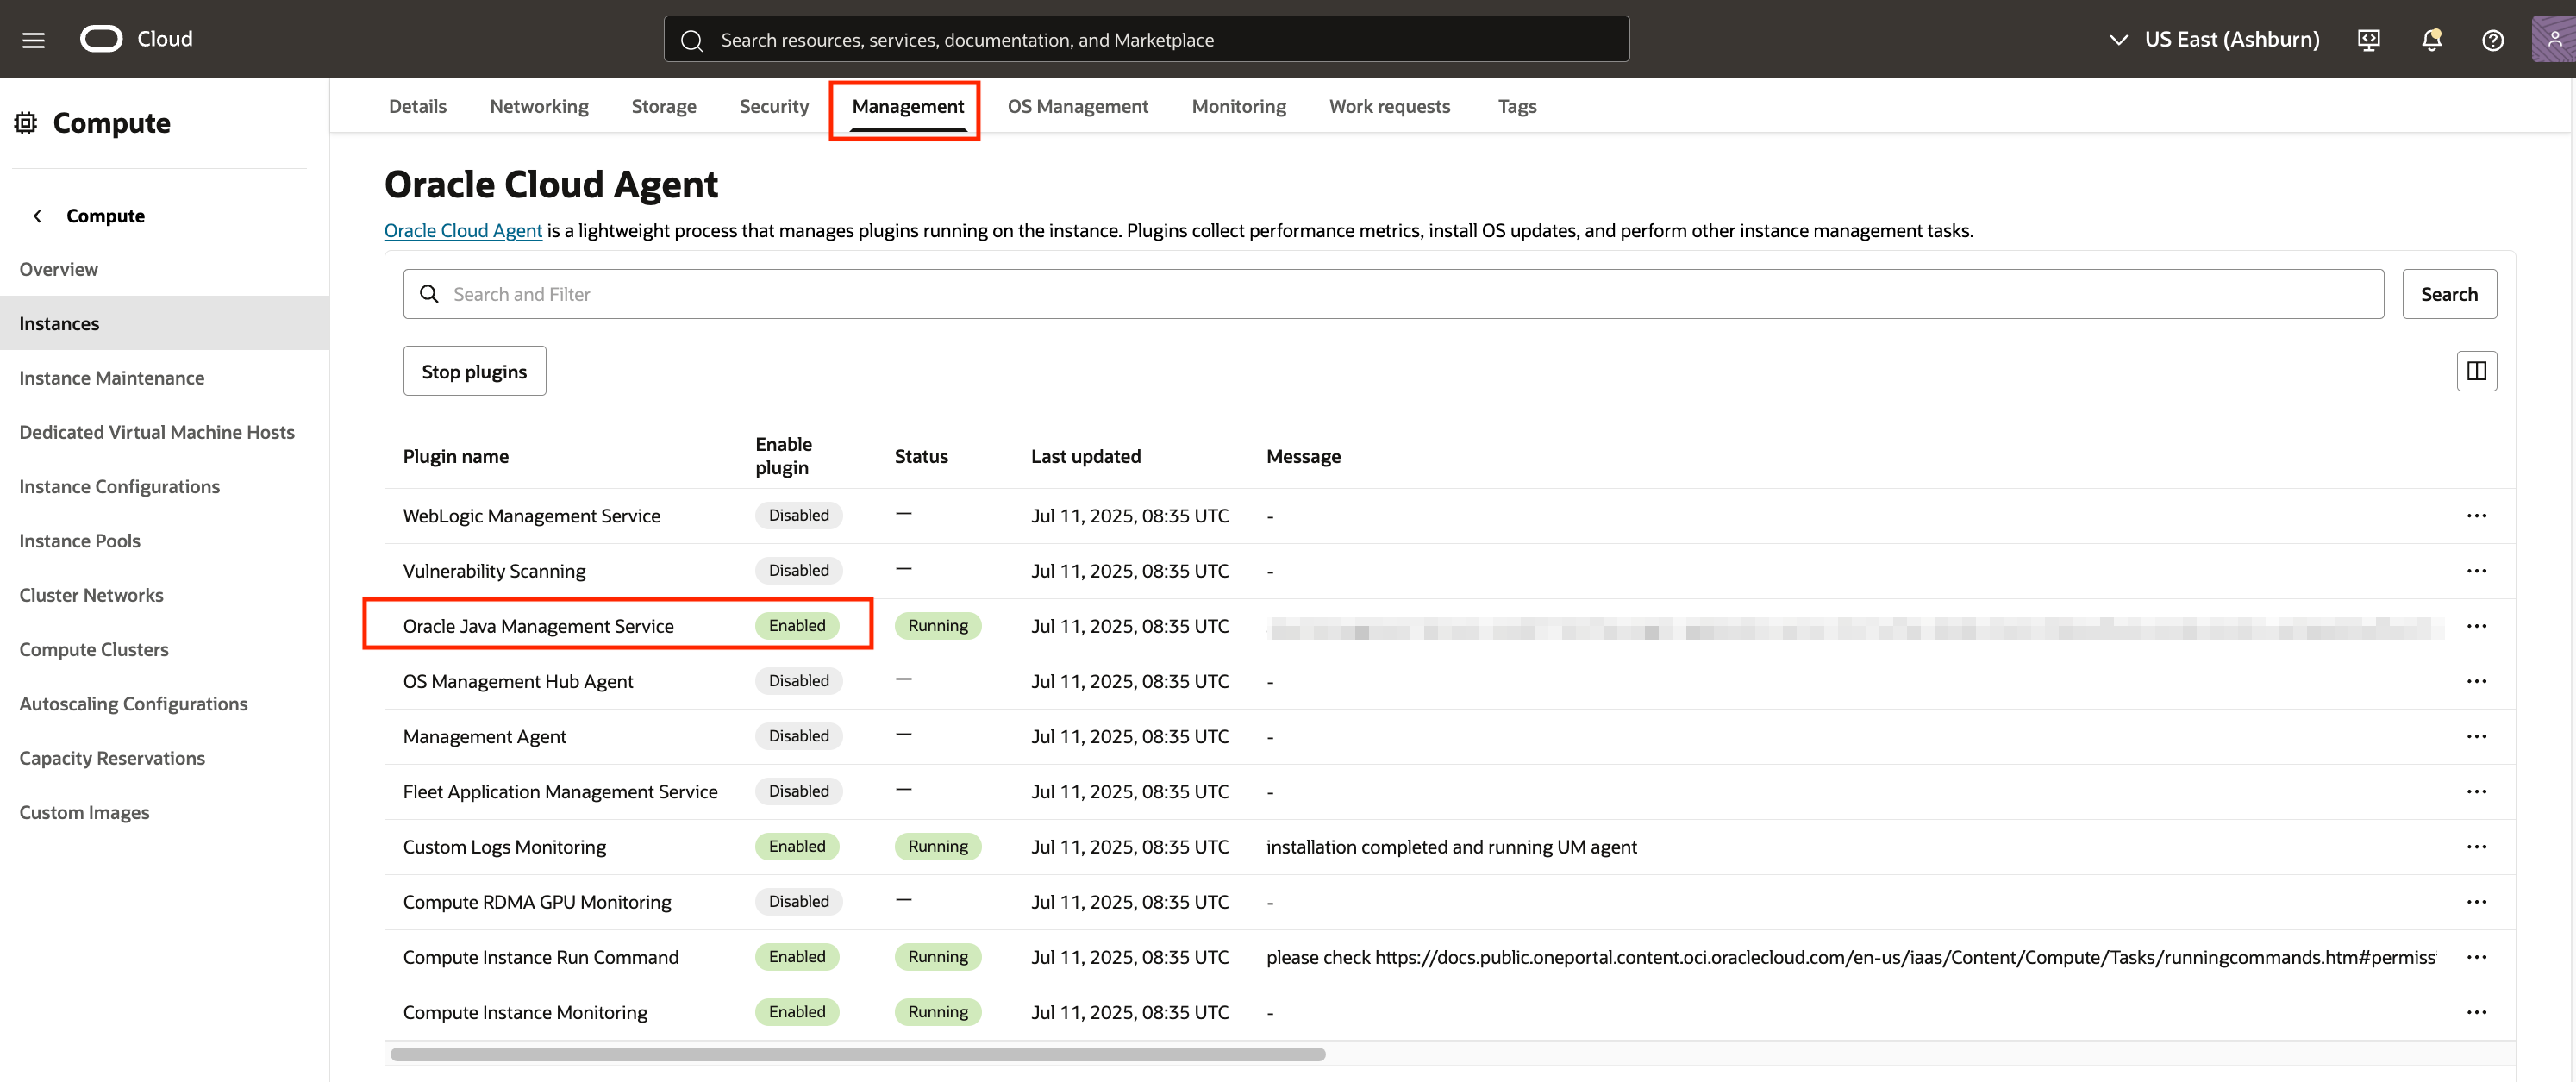 Cloud
Search resources, services, documentation, and Marketplace
US East (Ashburn)
Compute
Compute
Overview
Instances
Instance Maintenance
Dedicated Virtual Machine Hosts
Instance Configurations
Instance Pools
Cluster Networks
Compute Clusters
Autoscaling Configurations
Capacity Reservations
Custom Images
Details Networking Storage Security Management OS Management Monitoring Work requests Tags
Oracle Cloud Agent
Oracle Cloud Agent is a lightweight process that manages plugins running on the instance. Plugins collect performance metrics, install OS updates, and perform other instance management tasks.
Search and Filter
Search
Stop plugins
Plugin name Enable plugin Status Last updated Message
WebLogic Management Service Disabled — Jul 11, 2025, 08:35 UTC -
Vulnerability Scanning Disabled — Jul 11, 2025, 08:35 UTC -
Oracle Java Management Service Enabled Running Jul 11, 2025, 08:35 UTC
OS Management Hub Agent Disabled — Jul 11, 2025, 08:35 UTC -
Management Agent Disabled — Jul 11, 2025, 08:35 UTC -
Fleet Application Management Service Disabled — Jul 11, 2025, 08:35 UTC -
Custom Logs Monitoring Enabled Running Jul 11, 2025, 08:35 UTC installation completed and running UM agent
Compute RDMA GPU Monitoring Disabled — Jul 11, 2025, 08:35 UTC -
Compute Instance Run Command Enabled Running Jul 11, 2025, 08:35 UTC please check https://docs.public.oneportal.content.oci.oraclecloud.com/en-us/iaas/Content/Compute/Tasks/runningcommands.htm#permiss
Compute Instance Monitoring Enabled Running Jul 11, 2025, 08:35 UTC -